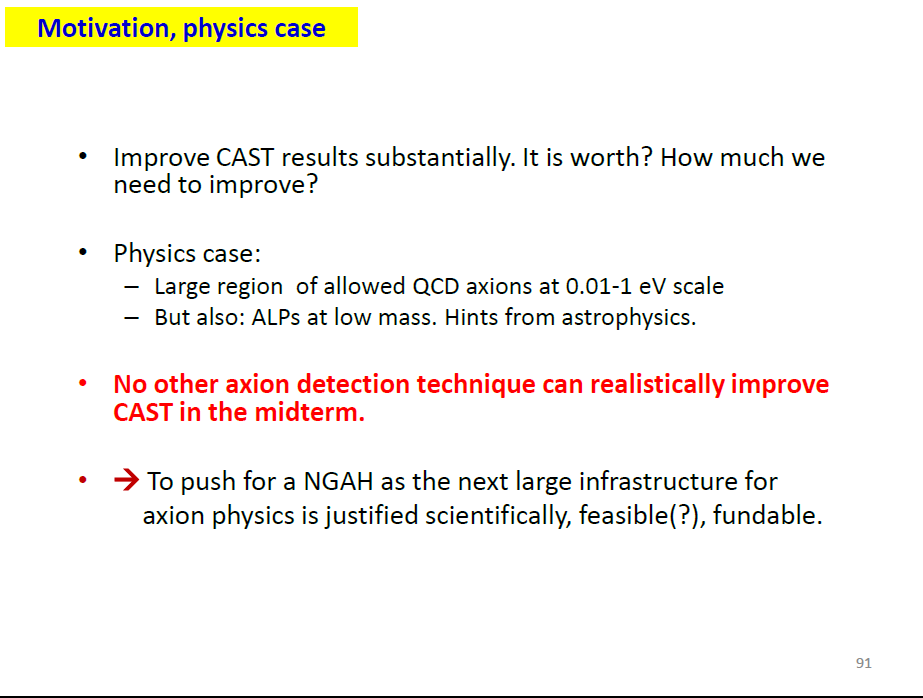 Motivation, physics case
• Improve CAST results substantially. It is worth? How much we
need to improve?
• Physics case:
– Large region of allowed QCD axions at 0.01-1 eV scale
– But also: ALPs at low mass. Hints from astrophysics.
• No other axion detection technique can realistically improve
CAST in the midterm.
• → To push for a NGAH as the next large infrastructure for
axion physics is justified scientifically, feasible(?), fundable.
91